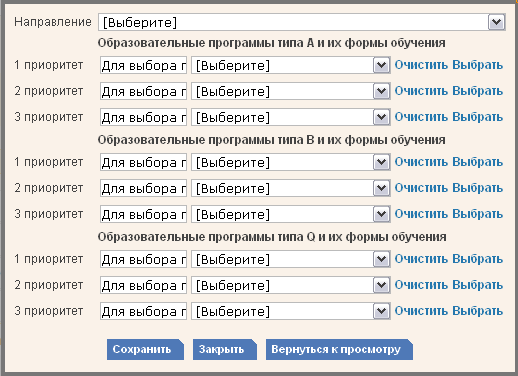 Направление [Выберите]
Образовательные программы типа A и их формы обучения
1 приоритет Для выбора г [Выберите] Очистить Выбрать
2 приоритет Для выбора г [Выберите] Очистить Выбрать
3 приоритет Для выбора г [Выберите] Очистить Выбрать
Образовательные программы типа B и их формы обучения
1 приоритет Для выбора г [Выберите] Очистить Выбрать
2 приоритет Для выбора г [Выберите] Очистить Выбрать
3 приоритет Для выбора г [Выберите] Очистить Выбрать
Образовательные программы типа Q и их формы обучения
1 приоритет Для выбора г [Выберите] Очистить Выбрать
2 приоритет Для выбора г [Выберите] Очистить Выбрать
3 приоритет Для выбора г [Выберите] Очистить Выбрать
Сохранить Закрыть Вернуться к просмотру